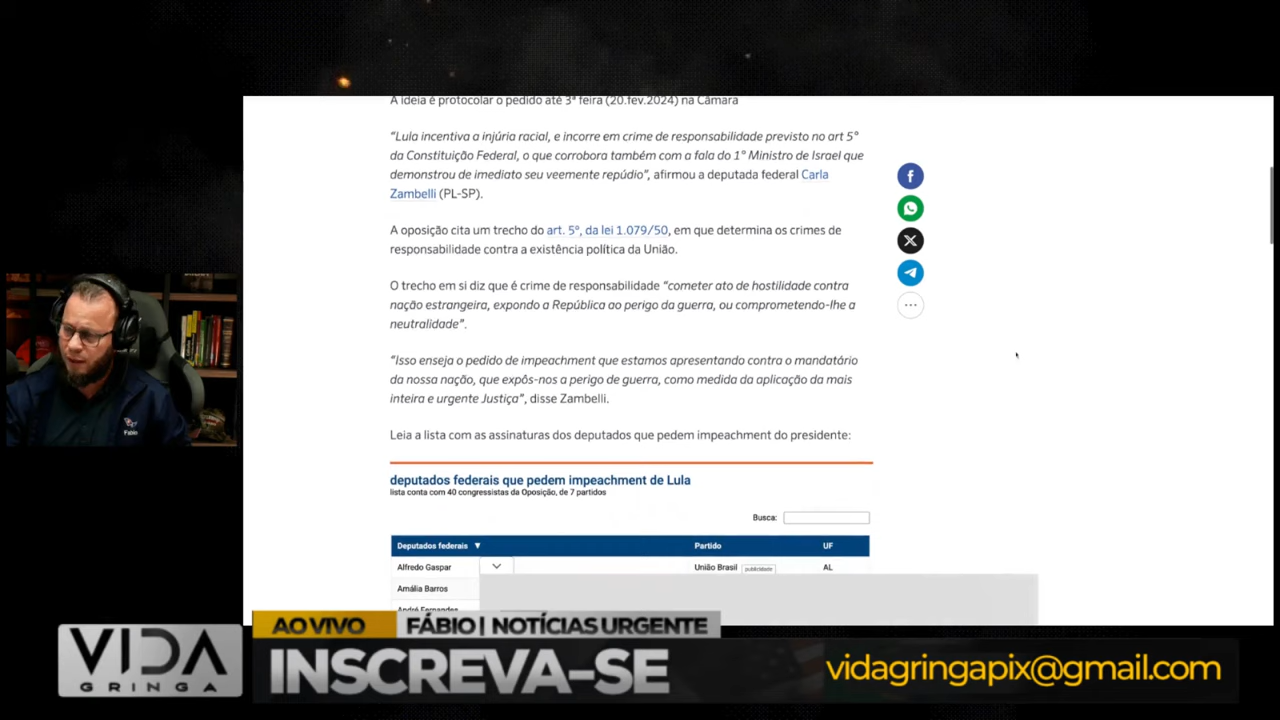 A ideia é protocolar o pedido até 3ª feira (20.fev.2024) na Câmara
“Lula incentiva a injúria racial, e incorre em crime de responsabilidade previsto no art 5°
da Constituição Federal, o que corrobora também com a fala do 1° Ministro de Israel que
demonstrou de imediato seu veemente repúdio”, afirmou a deputada federal Carla
Zambelli (PL-SP).
A oposição cita um trecho do art. 5º, da lei 1.079/50, em que determina os crimes de
responsabilidade contra a existência política da União.
O trecho em si diz que é crime de responsabilidade “cometer ato de hostilidade contra
nação estrangeira, expondo a República ao perigo da guerra, ou comprometendo-lhe a
neutralidade”.
“Isso enseja o pedido de impeachment que estamos apresentando contra o mandatário
da nossa nação, que expôs-nos a perigo de guerra, como medida da aplicação da mais
inteira e urgente Justiça”, disse Zambelli.
Leia a lista com as assinaturas dos deputados que pedem impeachment do presidente:
deputados federais que pedem impeachment de Lula
lista conta com 40 congressistas da Oposição, de 7 partidos
Busca:
Deputados federais ▼ Partido UF
Alfredo Gaspar União Brasil publicidade AL
Amália Barros
André Fernandes
Fábio
AO VIVO FÁBIO | NOTÍCIAS URGENTE
VIDA
GRINGA
INSCREVA-SE
vidagringapix@gmail.com